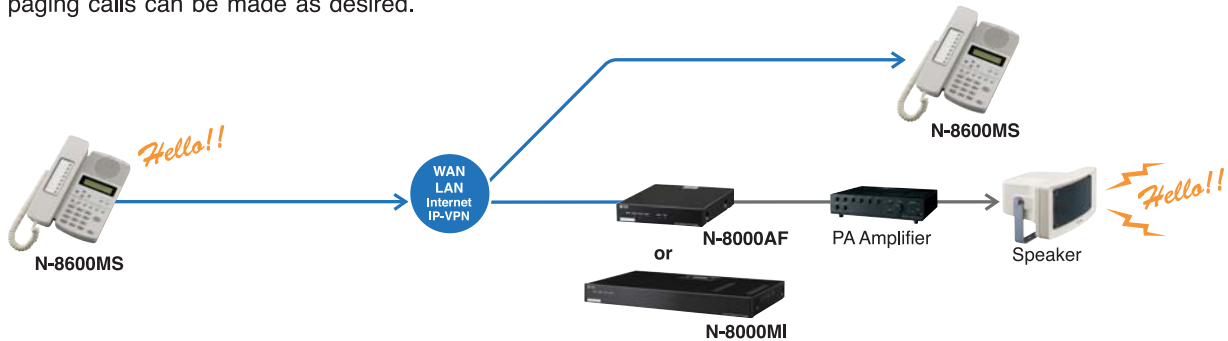 paging calls can be made as desired.
N-8600MS
Hello!!
WAN
LAN
Internet
IP-VPN
Hello!!
N-8600MS
N-8000AF
PA Amplifier
Speaker
or
N-8000MI